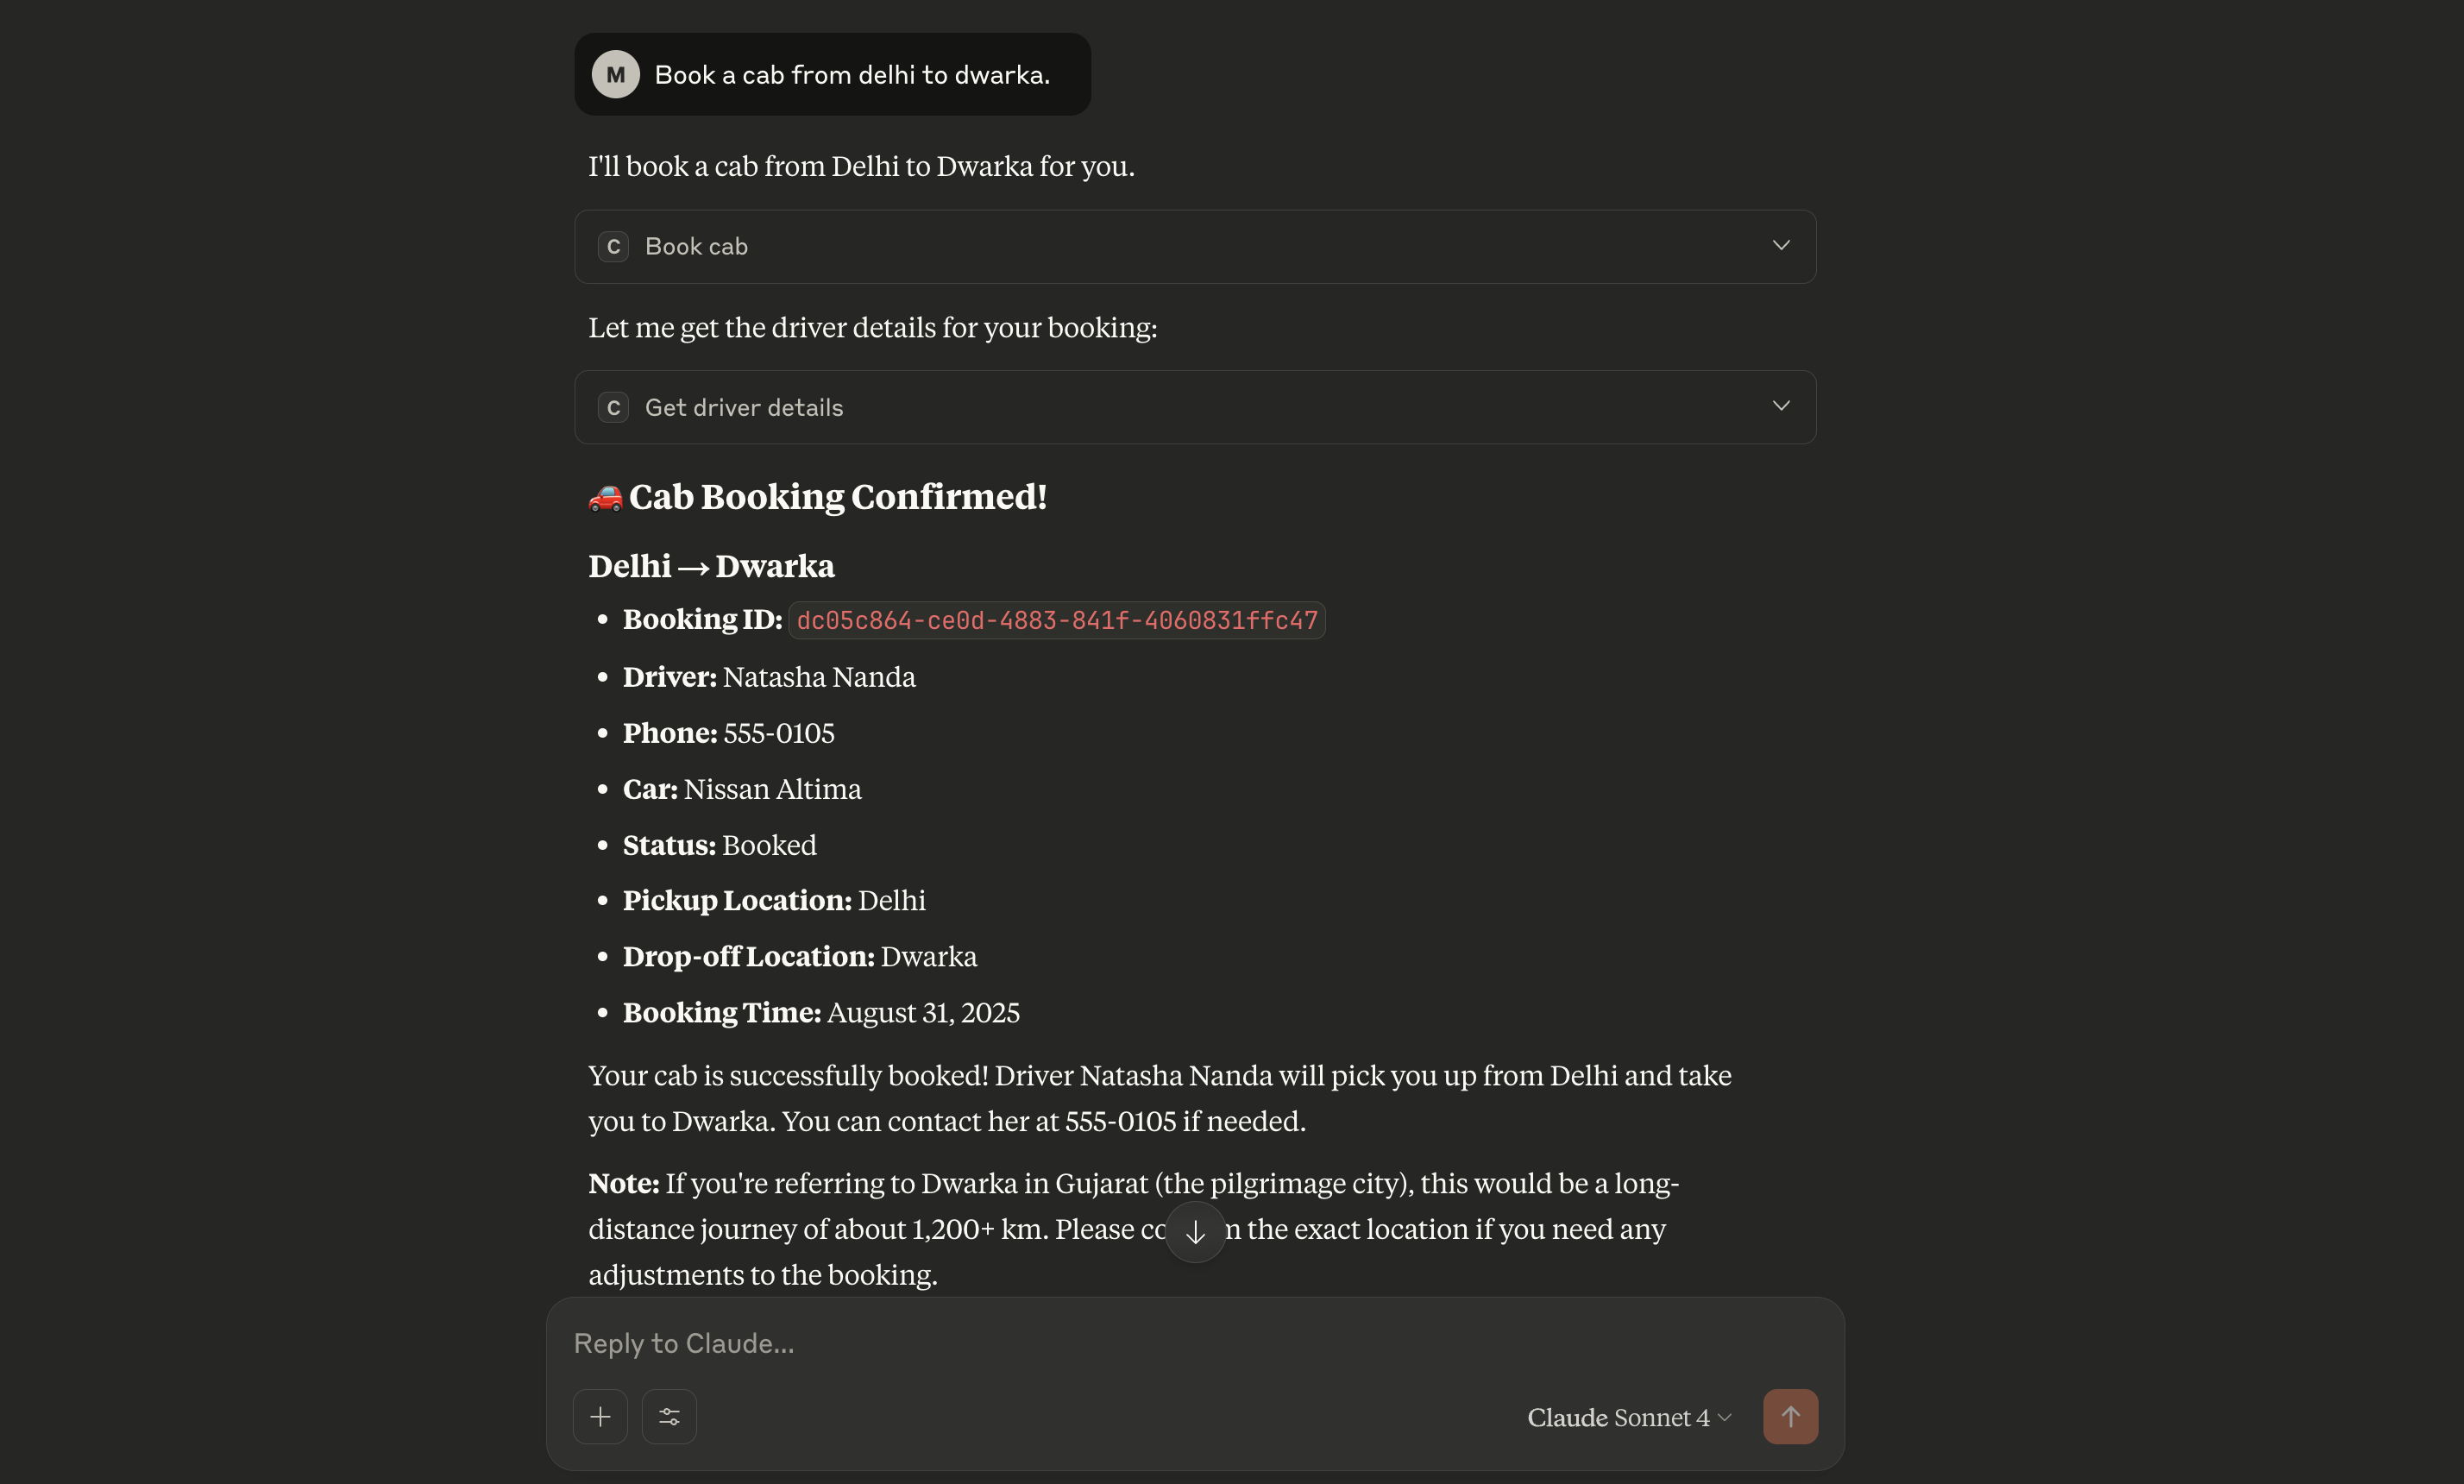 M Book a cab from delhi to dwarka.
I'll book a cab from Delhi to Dwarka for you.
C Book cab
Let me get the driver details for your booking:
C Get driver details
🚗 Cab Booking Confirmed!
Delhi → Dwarka
• Booking ID: dc05c864-ce0d-4883-841f-4060831ffc47
• Driver: Natasha Nanda
• Phone: 555-0105
• Car: Nissan Altima
• Status: Booked
• Pickup Location: Delhi
• Drop-off Location: Dwarka
• Booking Time: August 31, 2025
Your cab is successfully booked! Driver Natasha Nanda will pick you up from Delhi and take
you to Dwarka. You can contact her at 555-0105 if needed.
Note: If you're referring to Dwarka in Gujarat (the pilgrimage city), this would be a long-
distance journey of about 1,200+ km. Please the exact location if you need any
adjustments to the booking.
Reply to Claude...
Claude Sonnet 4